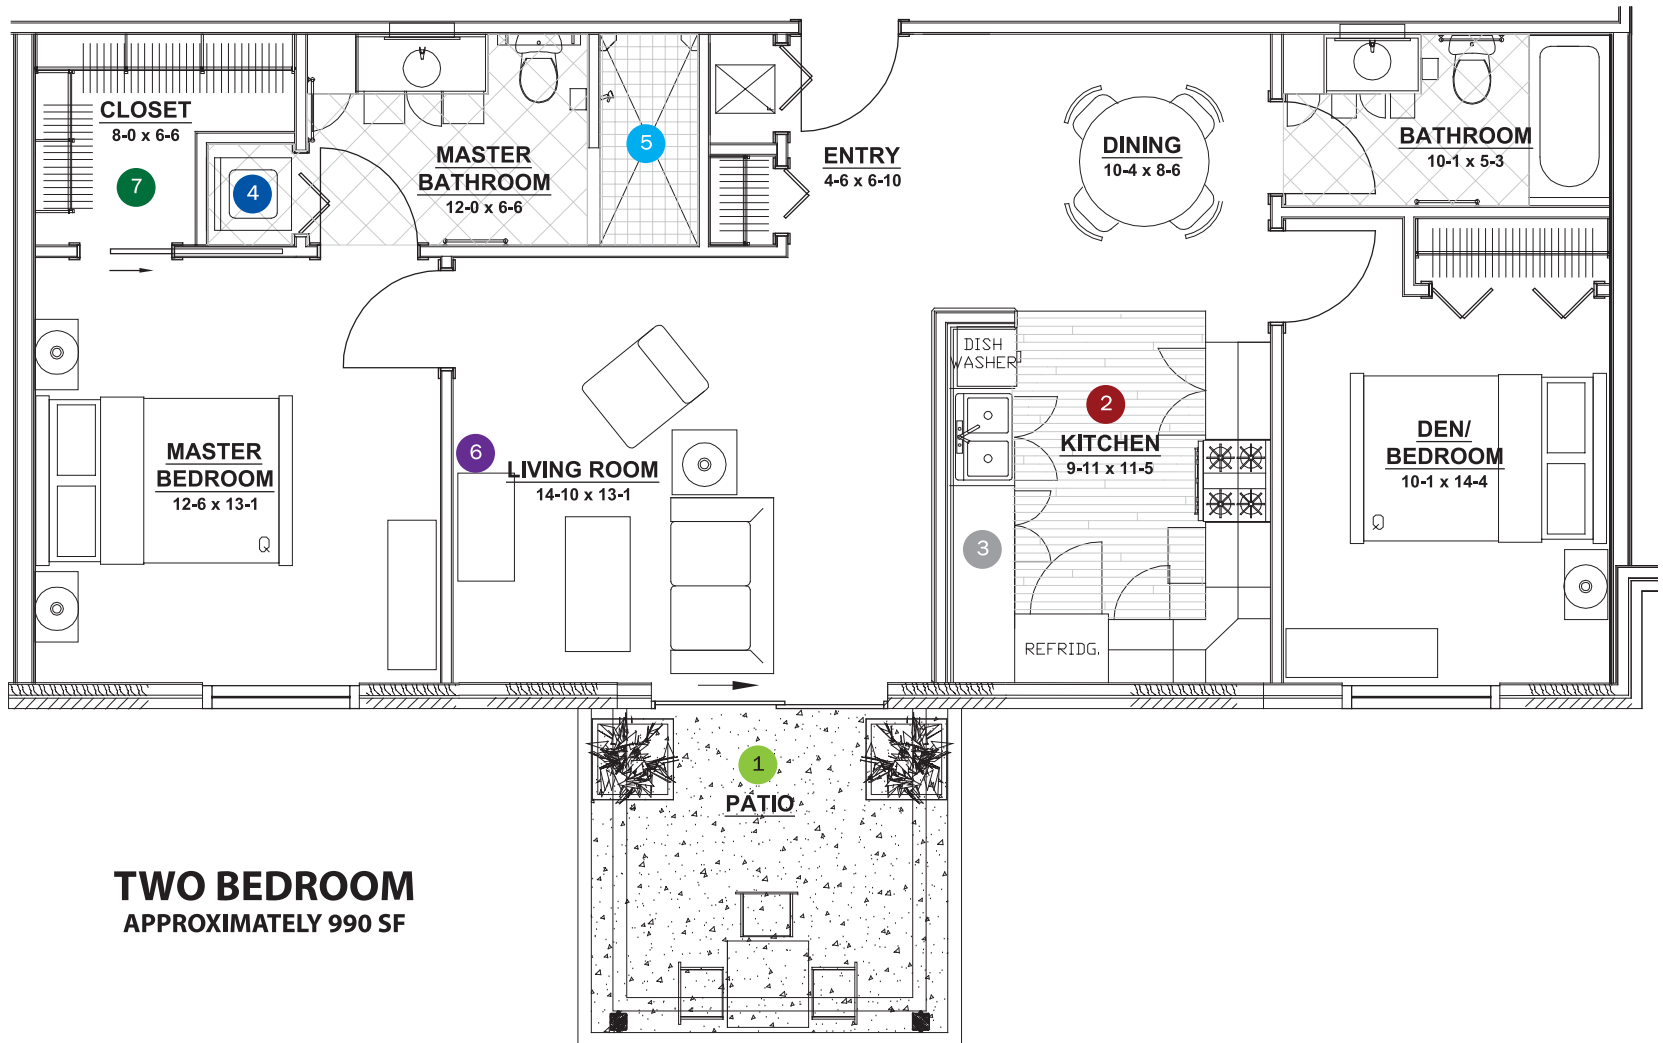 CLOSET
8-0 x 6-6
7
4
MASTER
BATHROOM
12-0 x 6-6
5
ENTRY
4-6 x 6-10
DINING
10-4 x 8-6
BATHROOM
10-1 x 5-3
MASTER
BEDROOM
12-6 x 13-1
Q
6
LIVING ROOM
14-10 x 13-1
DISH
WASHER
2
KITCHEN
9-11 x 11-5
3
REFRIDG.
DEN/
BEDROOM
10-1 x 14-4
Q
1
PATIO
TWO BEDROOM
APPROXIMATELY 990 SF